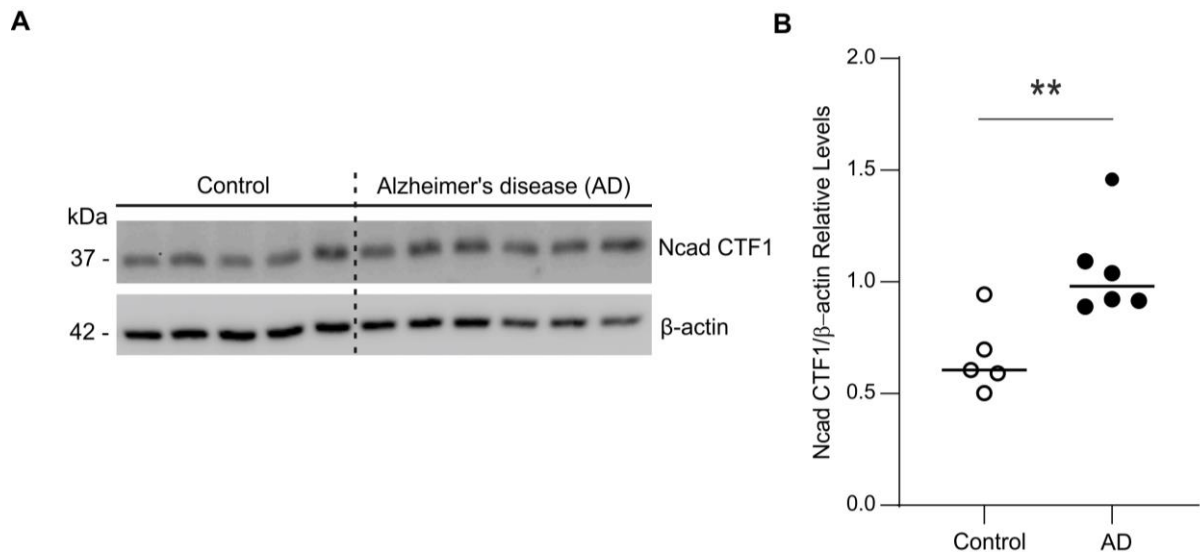 A
Control
Alzheimer's disease (AD)
kDa
37 -
Ncad CTF1
42 -
β-actin
B
Ncad CTF1/β–actin Relative Levels
2.0
1.5
1.0
0.5
0.0
**
Control
AD